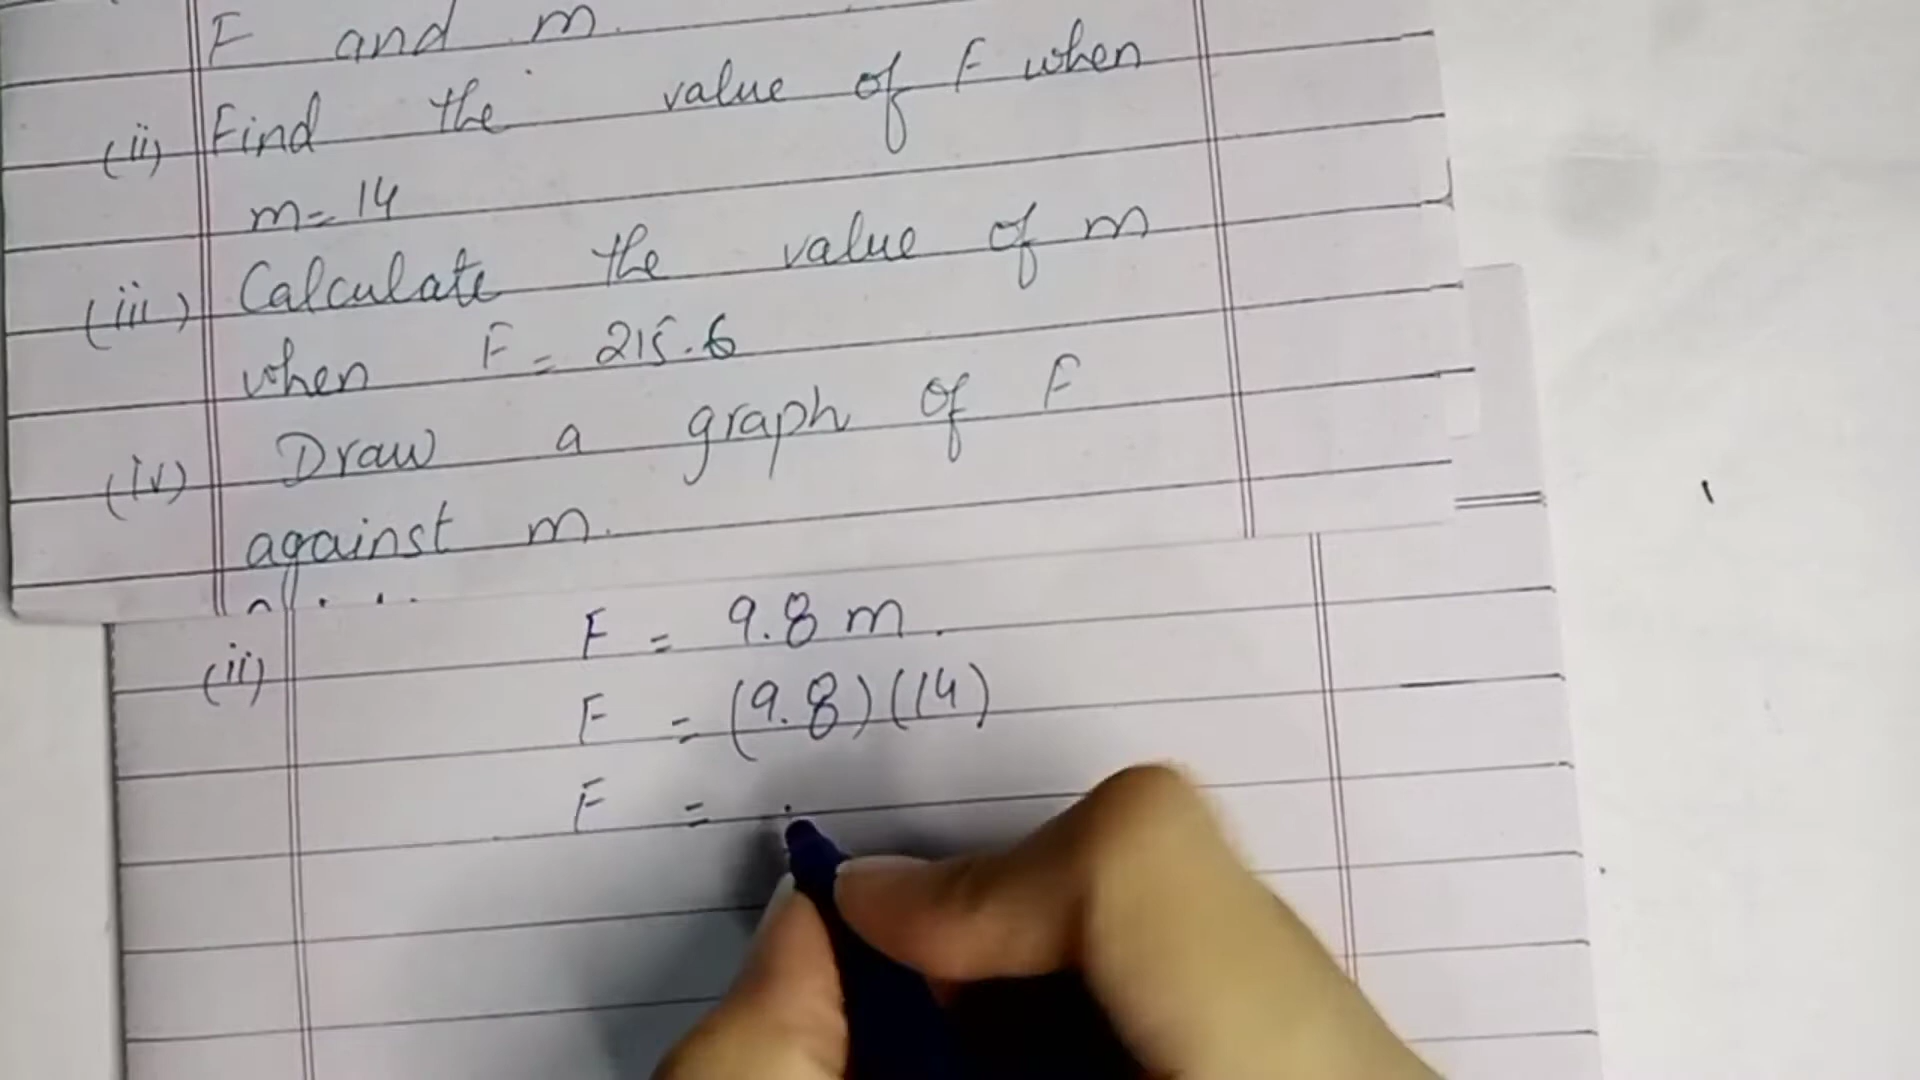 F and m.
(ii) Find the value of F when
m = 14
(iii) Calculate the value of m
when F = 215.6
(iv) Draw a graph of F
against m.
(ii) F = 9.8 m.
F = (9.8)(14)
F =